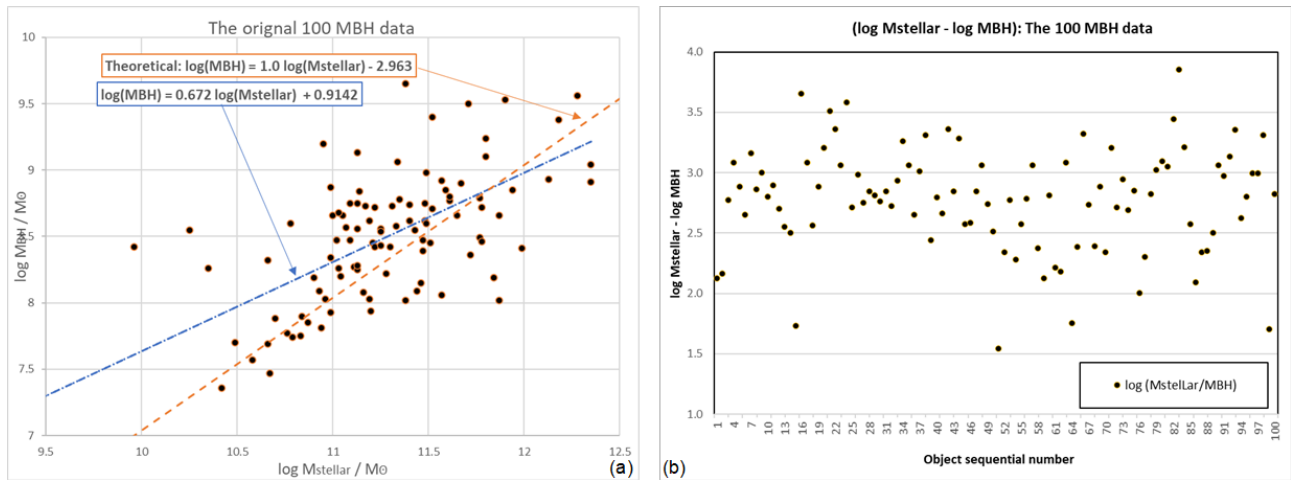 The orignal 100 MBH data
Theoretical: log(MBH) = 1.0 log(Mstellar) - 2.963
log(MBH) = 0.672 log(Mstellar) + 0.9142
log MBH / MΘ
10
9.5
9
8.5
8
7.5
7
9.5 10 10.5 11 11.5 12 12.5
log Mstellar / MΘ
(a)
(log Mstellar - log MBH): The 100 MBH data
log Mstellar - log MBH
4.0
3.5
3.0
2.5
2.0
1.5
1.0
log (MstelLar/MBH)
1 4 7 10 13 16 19 22 25 28 31 34 37 40 43 46 49 52 55 58 61 64 67 70 73 76 79 82 85 88 91 94 97 100
Object sequential number
(b)